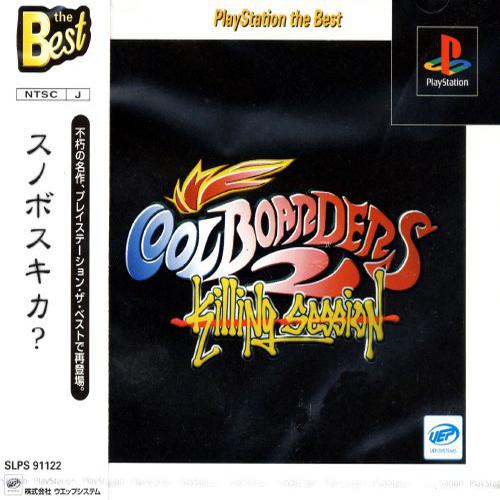 the
Best
NTSC J
スノボスキカ?
不朽の名作、プレイステーション・ザ・ベストで再登場。
SLPS 91122
株式会社 ウエップシステム
PlayStation the Best
PlayStation
COOL BOARDERS
2
Killing Session
UEP
UEP SYSTEMS